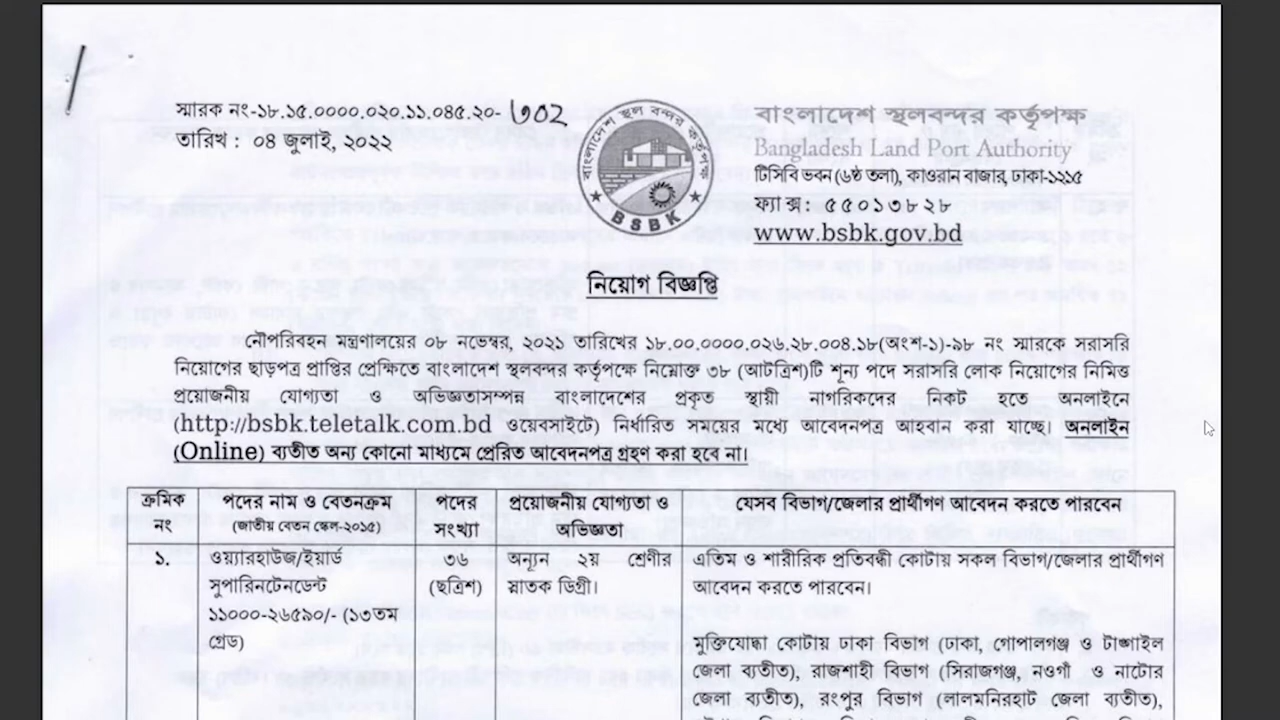 স্মারক নং-১৮.১৫.০০০০.০২০.১১.০৪৫.২০- ৩০২
তারিখ : ০৪ জুলাই, ২০২২
বাংলাদেশ স্থল বন্দর কর্তৃপক্ষ
BSBK
বাংলাদেশ স্থলবন্দর কর্তৃপক্ষ
Bangladesh Land Port Authority
টিসিবি ভবন (৬ষ্ঠ তলা), কাওরান বাজার, ঢাকা-১২১৫
ফ্যাক্স : ৫৫০১৩৮২৮
www.bsbk.gov.bd
নিয়োগ বিজ্ঞপ্তি
নৌপরিবহন মন্ত্রণালয়ের ০৮ নভেম্বর, ২০২১ তারিখের ১৮.০০.০০০০.০২৬.২৮.০০৪.১৮(অংশ-১)-৯৮ নং স্মারকে সরাসরি
নিয়োগের ছাড়পত্র প্রাপ্তির প্রেক্ষিতে বাংলাদেশ স্থলবন্দর কর্তৃপক্ষে নিম্নোক্ত ৩৮ (আটত্রিশ)টি শূন্য পদে সরাসরি লোক নিয়োগের নিমিত্ত
প্রয়োজনীয় যোগ্যতা ও অভিজ্ঞতাসম্পন্ন বাংলাদেশের প্রকৃত স্থায়ী নাগরিকদের নিকট হতে অনলাইনে
(http://bsbk.teletalk.com.bd ওয়েবসাইটে) নির্ধারিত সময়ের মধ্যে আবেদনপত্র আহবান করা যাচ্ছে। অনলাইন
(Online) ব্যতীত অন্য কোনো মাধ্যমে প্রেরিত আবেদনপত্র গ্রহণ করা হবে না।
ক্রমিক নং
পদের নাম ও বেতনক্রম
(জাতীয় বেতন স্কেল-২০১৫)
পদের সংখ্যা
প্রয়োজনীয় যোগ্যতা ও
অভিজ্ঞতা
যেসব বিভাগ/জেলার প্রার্থীগণ আবেদন করতে পারবেন
১.
ওয়্যারহাউজ/ইয়ার্ড
সুপারিনটেনডেন্ট
১১০০০-২৬৫৯০/- (১৩তম
গ্রেড)
৩৬
(ছত্রিশ)
অন্যূন ২য় শ্রেণীর
স্নাতক ডিগ্রী।
এতিম ও শারীরিক প্রতিবন্ধী কোটায় সকল বিভাগ/জেলার প্রার্থীগণ
আবেদন করতে পারবেন।
মুক্তিযোদ্ধা কোটায় ঢাকা বিভাগ (ঢাকা, গোপালগঞ্জ ও টাঙ্গাইল
জেলা ব্যতীত), রাজশাহী বিভাগ (সিরাজগঞ্জ, নওগাঁ ও নাটোর
জেলা ব্যতীত), রংপুর বিভাগ (লালমনিরহাট জেলা ব্যতীত),